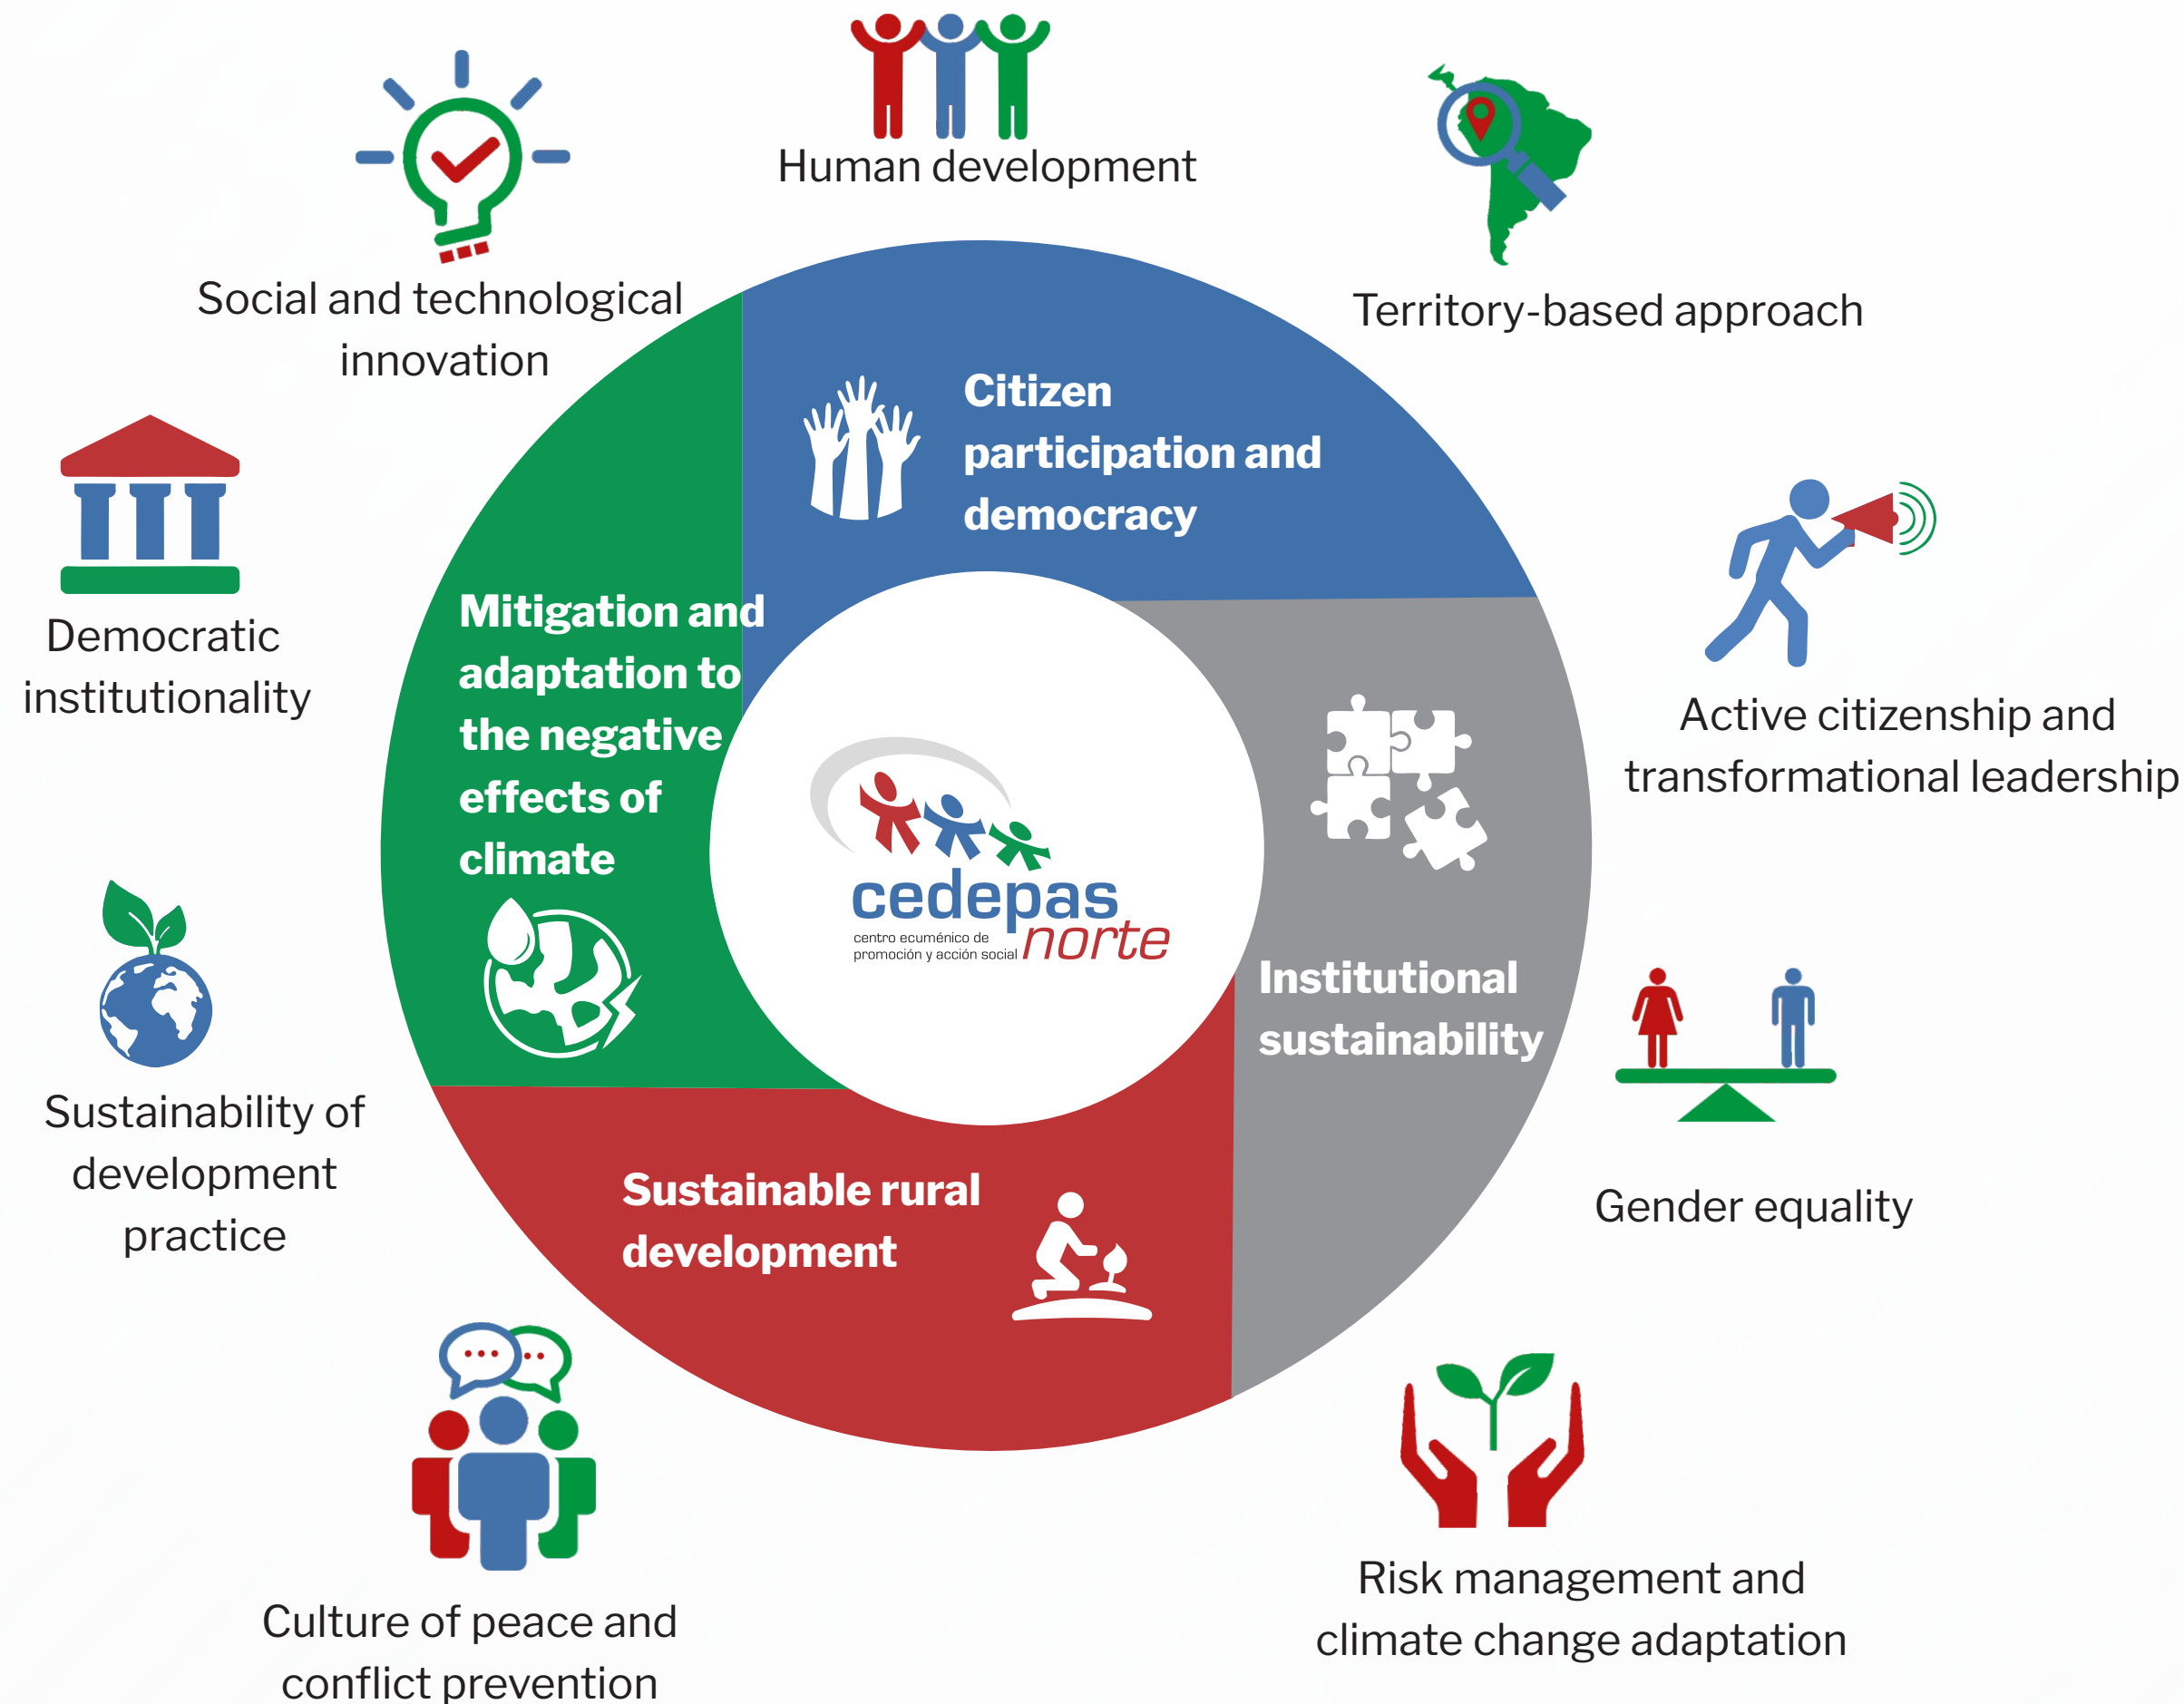 Human development
Social and technological
innovation
Territory-based approach
Citizen
participation and
democracy
Democratic
institutionality
Mitigation and
adaptation to
the negative
effects of
climate
Active citizenship and
transformational leadership
cedepas
norte
centro ecuménico de
promoción y acción social
Institutional
sustainability
Sustainability of
development
practice
Gender equality
Sustainable rural
development
Culture of peace and
conflict prevention
Risk management and
climate change adaptation